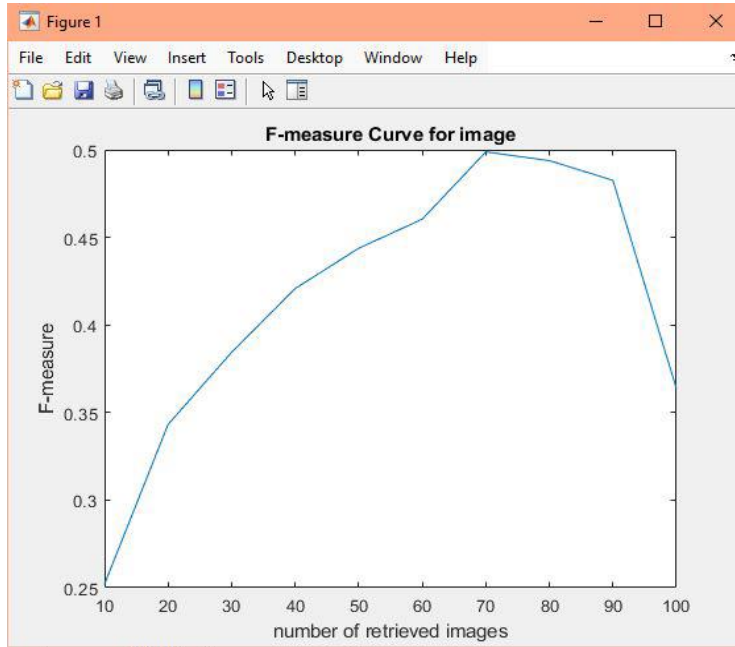 Figure 1
File Edit View Insert Tools Desktop Window Help
F-measure Curve for image
0.5
0.45
0.4
0.35
0.3
0.25
F-measure
10 20 30 40 50 60 70 80 90 100
number of retrieved images